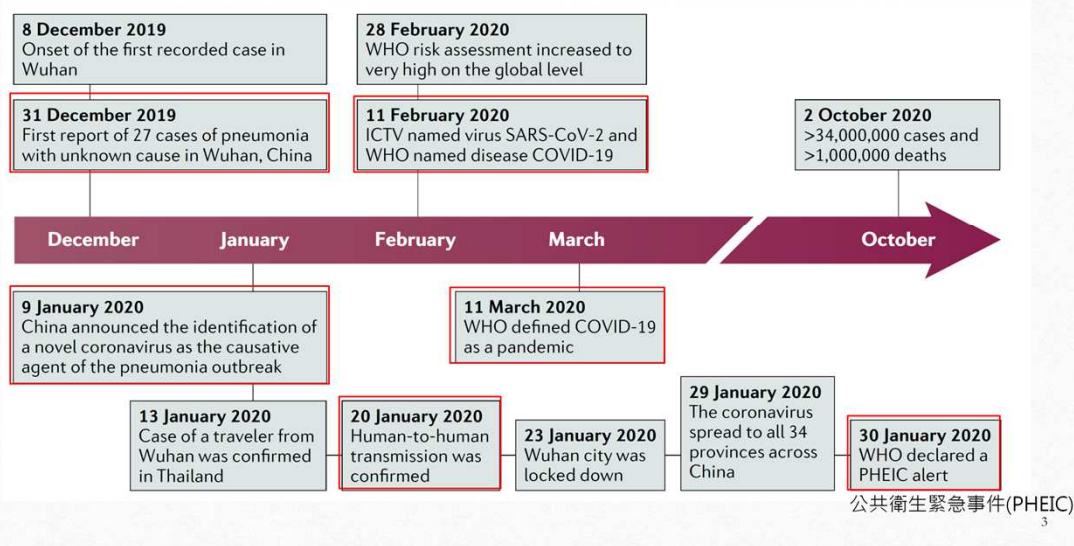 8 December 2019
Onset of the first recorded case in
Wuhan
31 December 2019
First report of 27 cases of pneumonia
with unknown cause in Wuhan, China
28 February 2020
WHO risk assessment increased to
very high on the global level
11 February 2020
ICTV named virus SARS-CoV-2 and
WHO named disease COVID-19
2 October 2020
>34,000,000 cases and
>1,000,000 deaths
December January February March October
9 January 2020
China announced the identification of
a novel coronavirus as the causative
agent of the pneumonia outbreak
11 March 2020
WHO defined COVID-19
as a pandemic
13 January 2020
Case of a traveler from
Wuhan was confirmed
in Thailand
20 January 2020
Human-to-human
transmission was
confirmed
23 January 2020
Wuhan city was
locked down
29 January 2020
The coronavirus
spread to all 34
provinces across
China
30 January 2020
WHO declared a
PHEIC alert
公共衛生緊急事件(PHEIC)
3